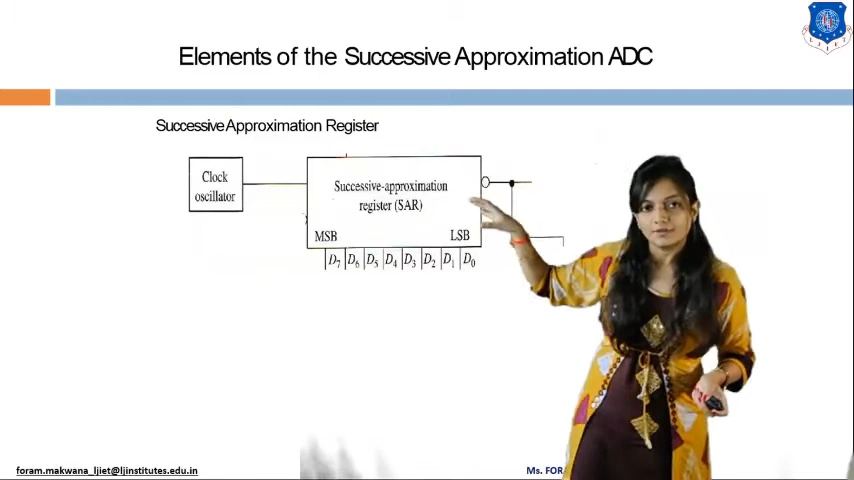 Elements of the Successive Approximation ADC
Successive Approximation Register
Clock
oscillator
Successive-approximation
register (SAR)
MSB
LSB
D7 D6 D5 D4 D3 D2 D1 D0
foram.makwana_ljiet@ljinstitutes.edu.in
Ms. FOR